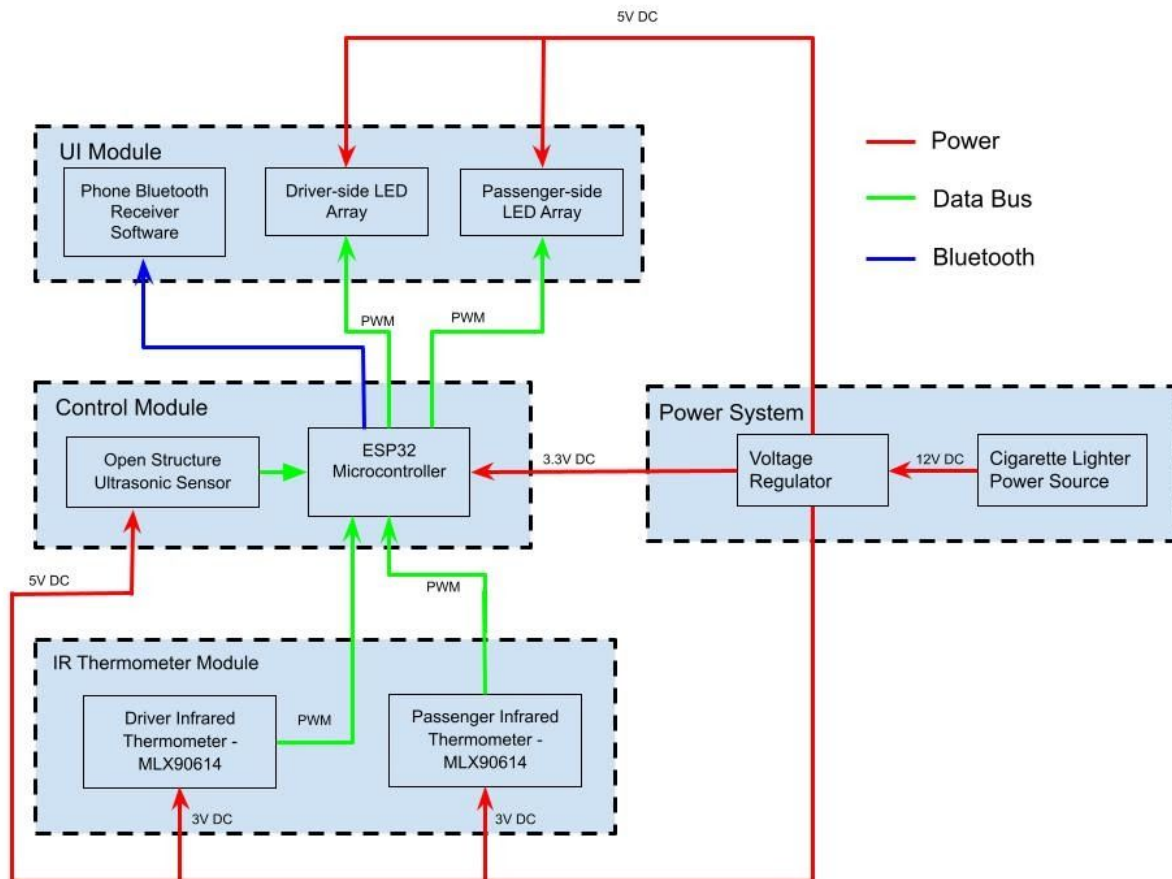 5V DC
UI Module
Phone Bluetooth
Receiver
Software
Driver-side LED
Array
Passenger-side
LED Array
Power
Data Bus
Bluetooth
PWM
PWM
Control Module
Open Structure
Ultrasonic Sensor
ESP32
Microcontroller
3.3V DC
Power System
Voltage
Regulator
12V DC
Cigarette Lighter
Power Source
5V DC
PWM
IR Thermometer Module
Driver Infrared
Thermometer -
MLX90614
PWM
Passenger Infrared
Thermometer -
MLX90614
3V DC
3V DC